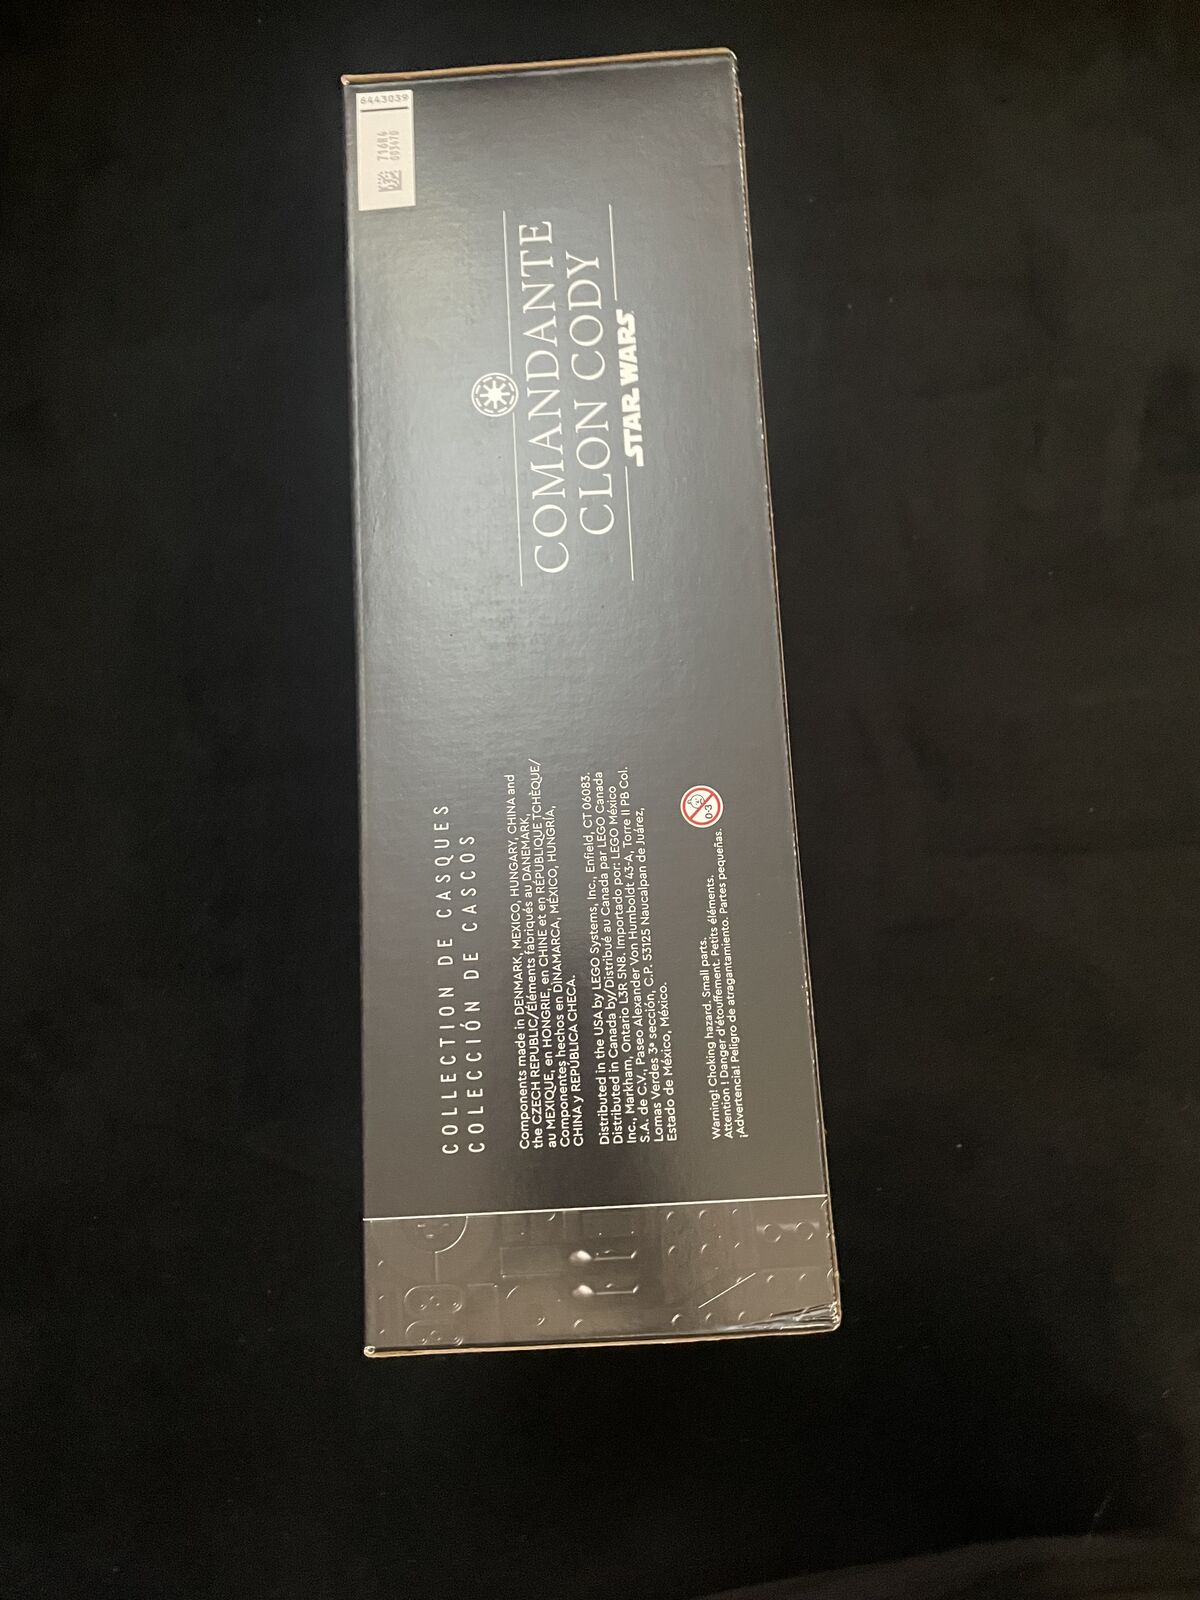 6443039
716R4
003470
COMANDANTE
CLON CODY
STAR WARS
COLLECTION DE CASQUES
COLECCIÓN DE CASCOS
Components made in DENMARK, MEXICO, HUNGARY, CHINA and
the CZECH REPUBLIC/Éléments fabriqués au DANEMARK,
au MEXIQUE, en HONGRIE, en CHINE et en RÉPUBLIQUE TCHÈQUE/
Componentes hechos en DINAMARCA, MÉXICO, HUNGRÍA,
CHINA y REPÚBLICA CHECA.
Distributed in the USA by LEGO Systems, Inc., Enfield, CT 06083.
Distributed in Canada by/Distribué au Canada par LEGO Canada
Inc., Markham, Ontario L3R 5N8. Importado por: LEGO México
S.A. de C.V., Paseo Alexander Von Humboldt 43-A, Torre II PB Col.
Lomas Verdes 3ª sección, C.P. 53125 Naucalpan de Juárez,
Estado de México, México.
0-3
Warning! Choking hazard. Small parts.
Attention ! Danger d'étouffement. Petits éléments.
¡Advertencia! Peligro de atragantamiento. Partes pequeñas.